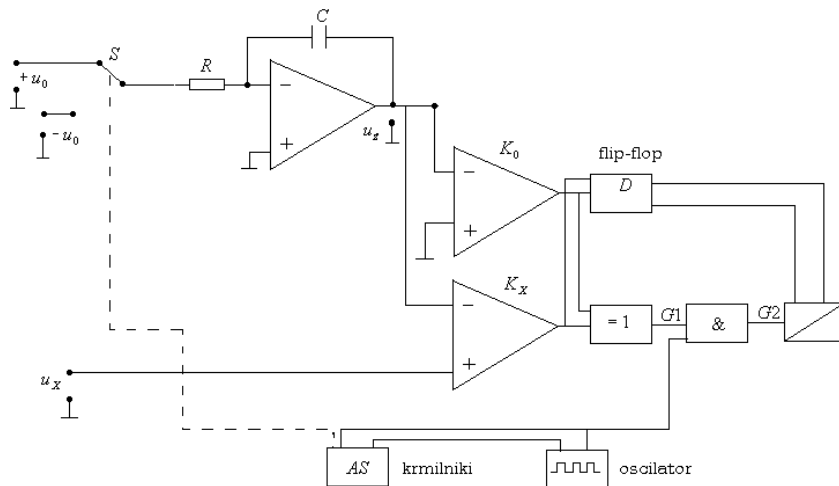 C
S
R
+ u0
− u0
−
+
uz
K0
−
+
flip-flop
D
KX
−
+
= 1
G1
&
G2
uX
AS
krmilniki
oscilator